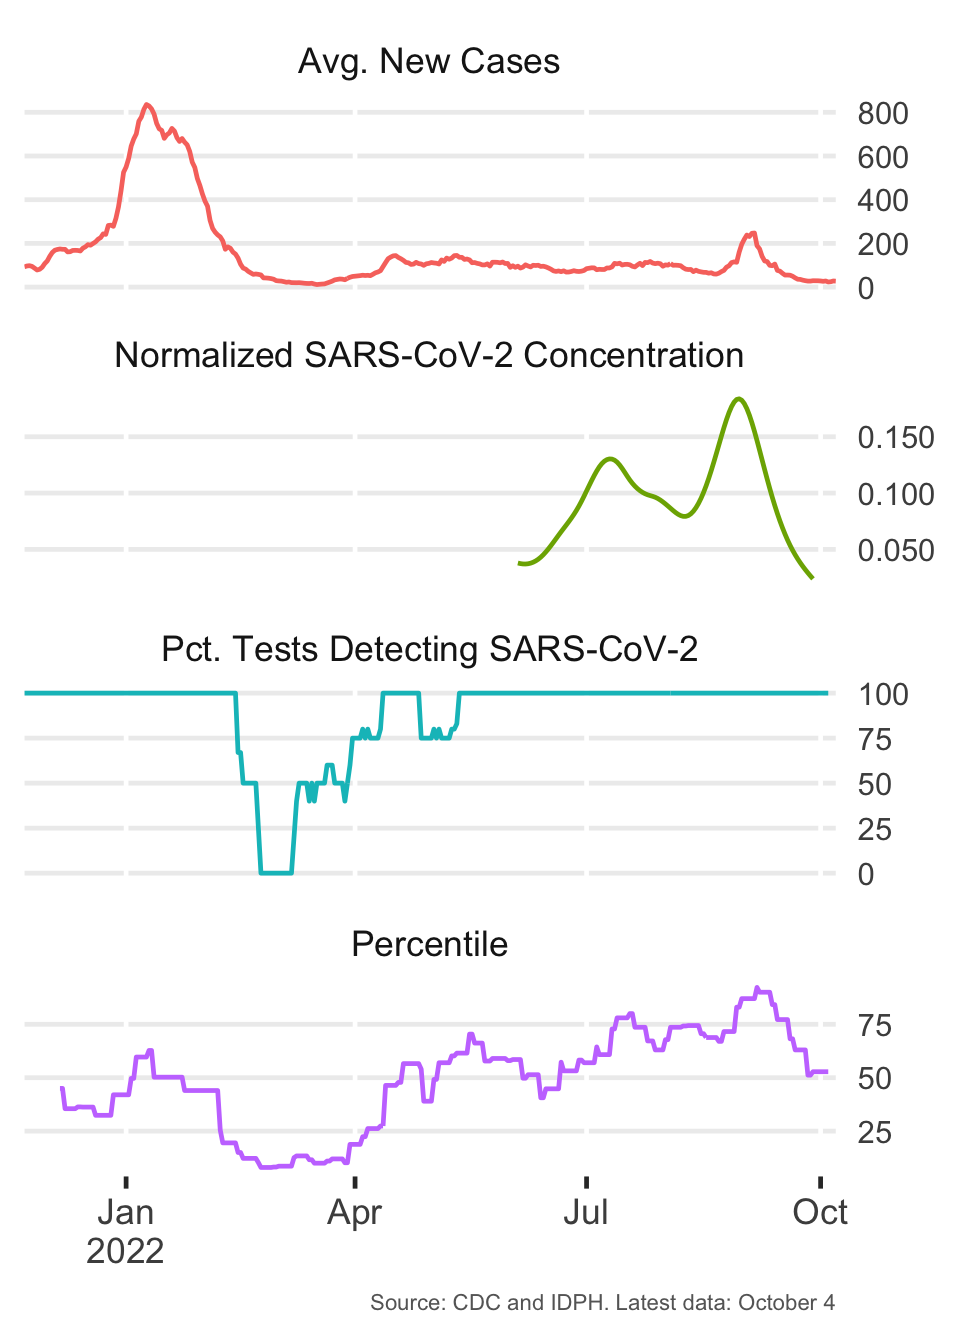 Avg. New Cases
800
600
400
200
0
Normalized SARS-CoV-2 Concentration
0.150
0.100
0.050
Pct. Tests Detecting SARS-CoV-2
100
75
50
25
0
Percentile
75
50
25
Jan Apr Jul Oct
2022
Source: CDC and IDPH. Latest data: October 4